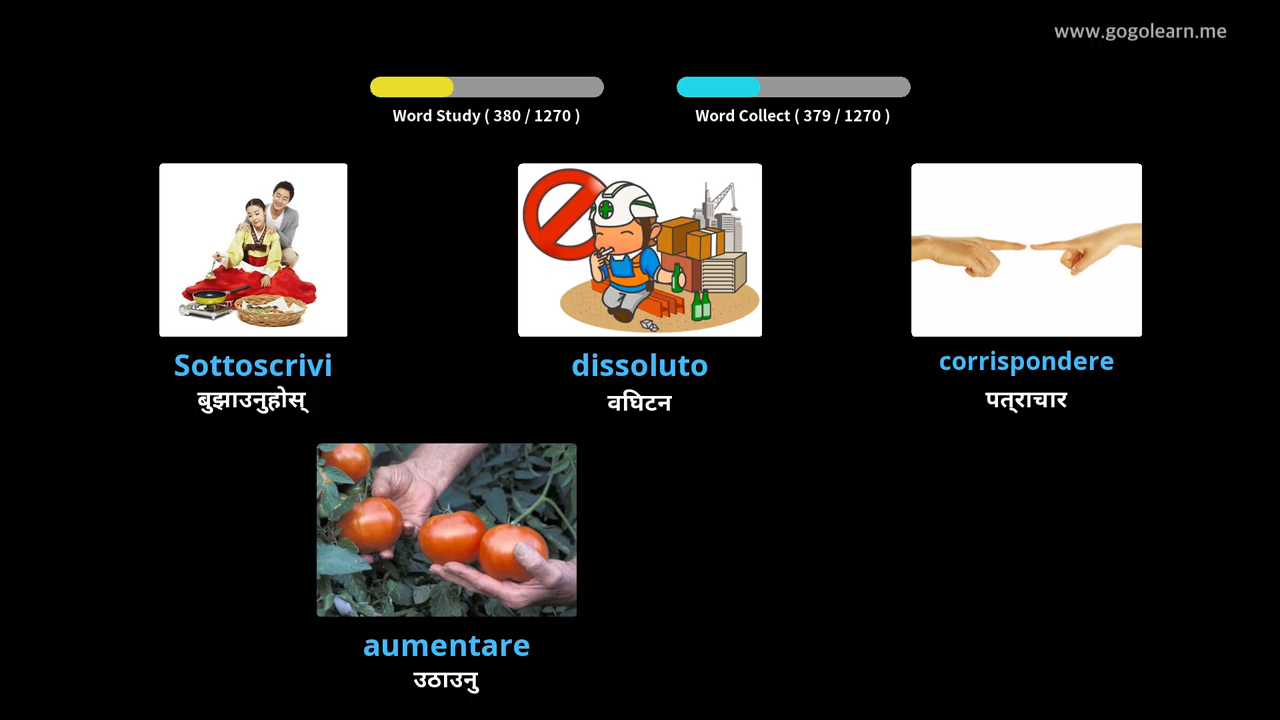 www.gogolearn.me
Word Study ( 380 / 1270 )
Word Collect ( 379 / 1270 )
Sottoscrivi
बुझाउनुहोस्
dissoluto
वघिटन
corrispondere
पत्राचार
aumentare
उठाउनु